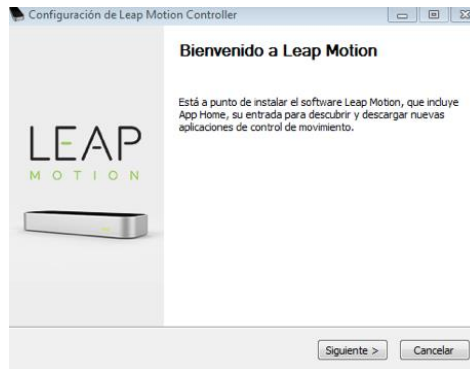 Configuración de Leap Motion Controller
Bienvenido a Leap Motion
Está a punto de instalar el software Leap Motion, que incluye
App Home, su entrada para descubrir y descargar nuevas
aplicaciones de control de movimiento.
LEAP
MOTION
Siguiente >
Cancelar